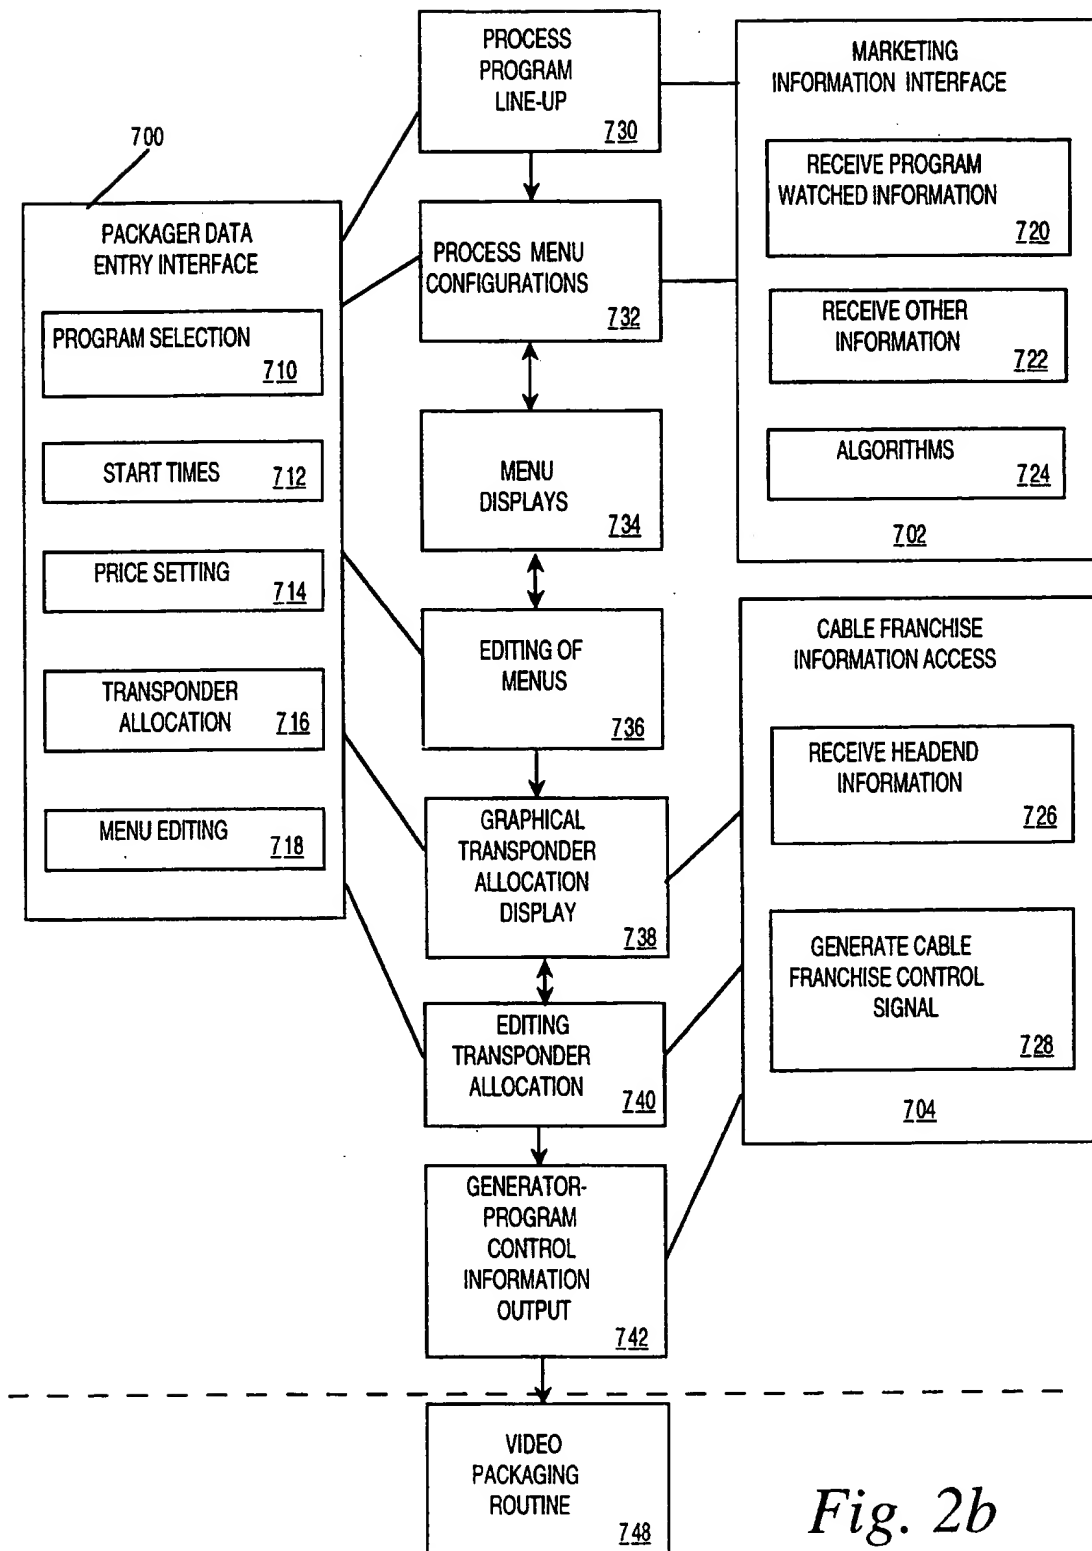 700
PACKAGER DATA
ENTRY INTERFACE
PROGRAM SELECTION
710
START TIMES 712
PRICE SETTING
714
TRANSPONDER
ALLOCATION 716
MENU EDITING 718
PROCESS
PROGRAM
LINE-UP
730
PROCESS MENU
CONFIGURATIONS
732
MENU
DISPLAYS
734
EDITING OF
MENUS
736
GRAPHICAL
TRANSPONDER
ALLOCATION
DISPLAY
738
EDITING
TRANSPONDER
ALLOCATION
740
GENERATOR-
PROGRAM
CONTROL
INFORMATION
OUTPUT
742
VIDEO
PACKAGING
ROUTINE
748
MARKETING
INFORMATION INTERFACE
RECEIVE PROGRAM
WATCHED INFORMATION
720
RECEIVE OTHER
INFORMATION
722
ALGORITHMS
724
702
CABLE FRANCHISE
INFORMATION ACCESS
RECEIVE HEADEND
INFORMATION
726
GENERATE CABLE
FRANCHISE CONTROL
SIGNAL
728
704
Fig. 2b